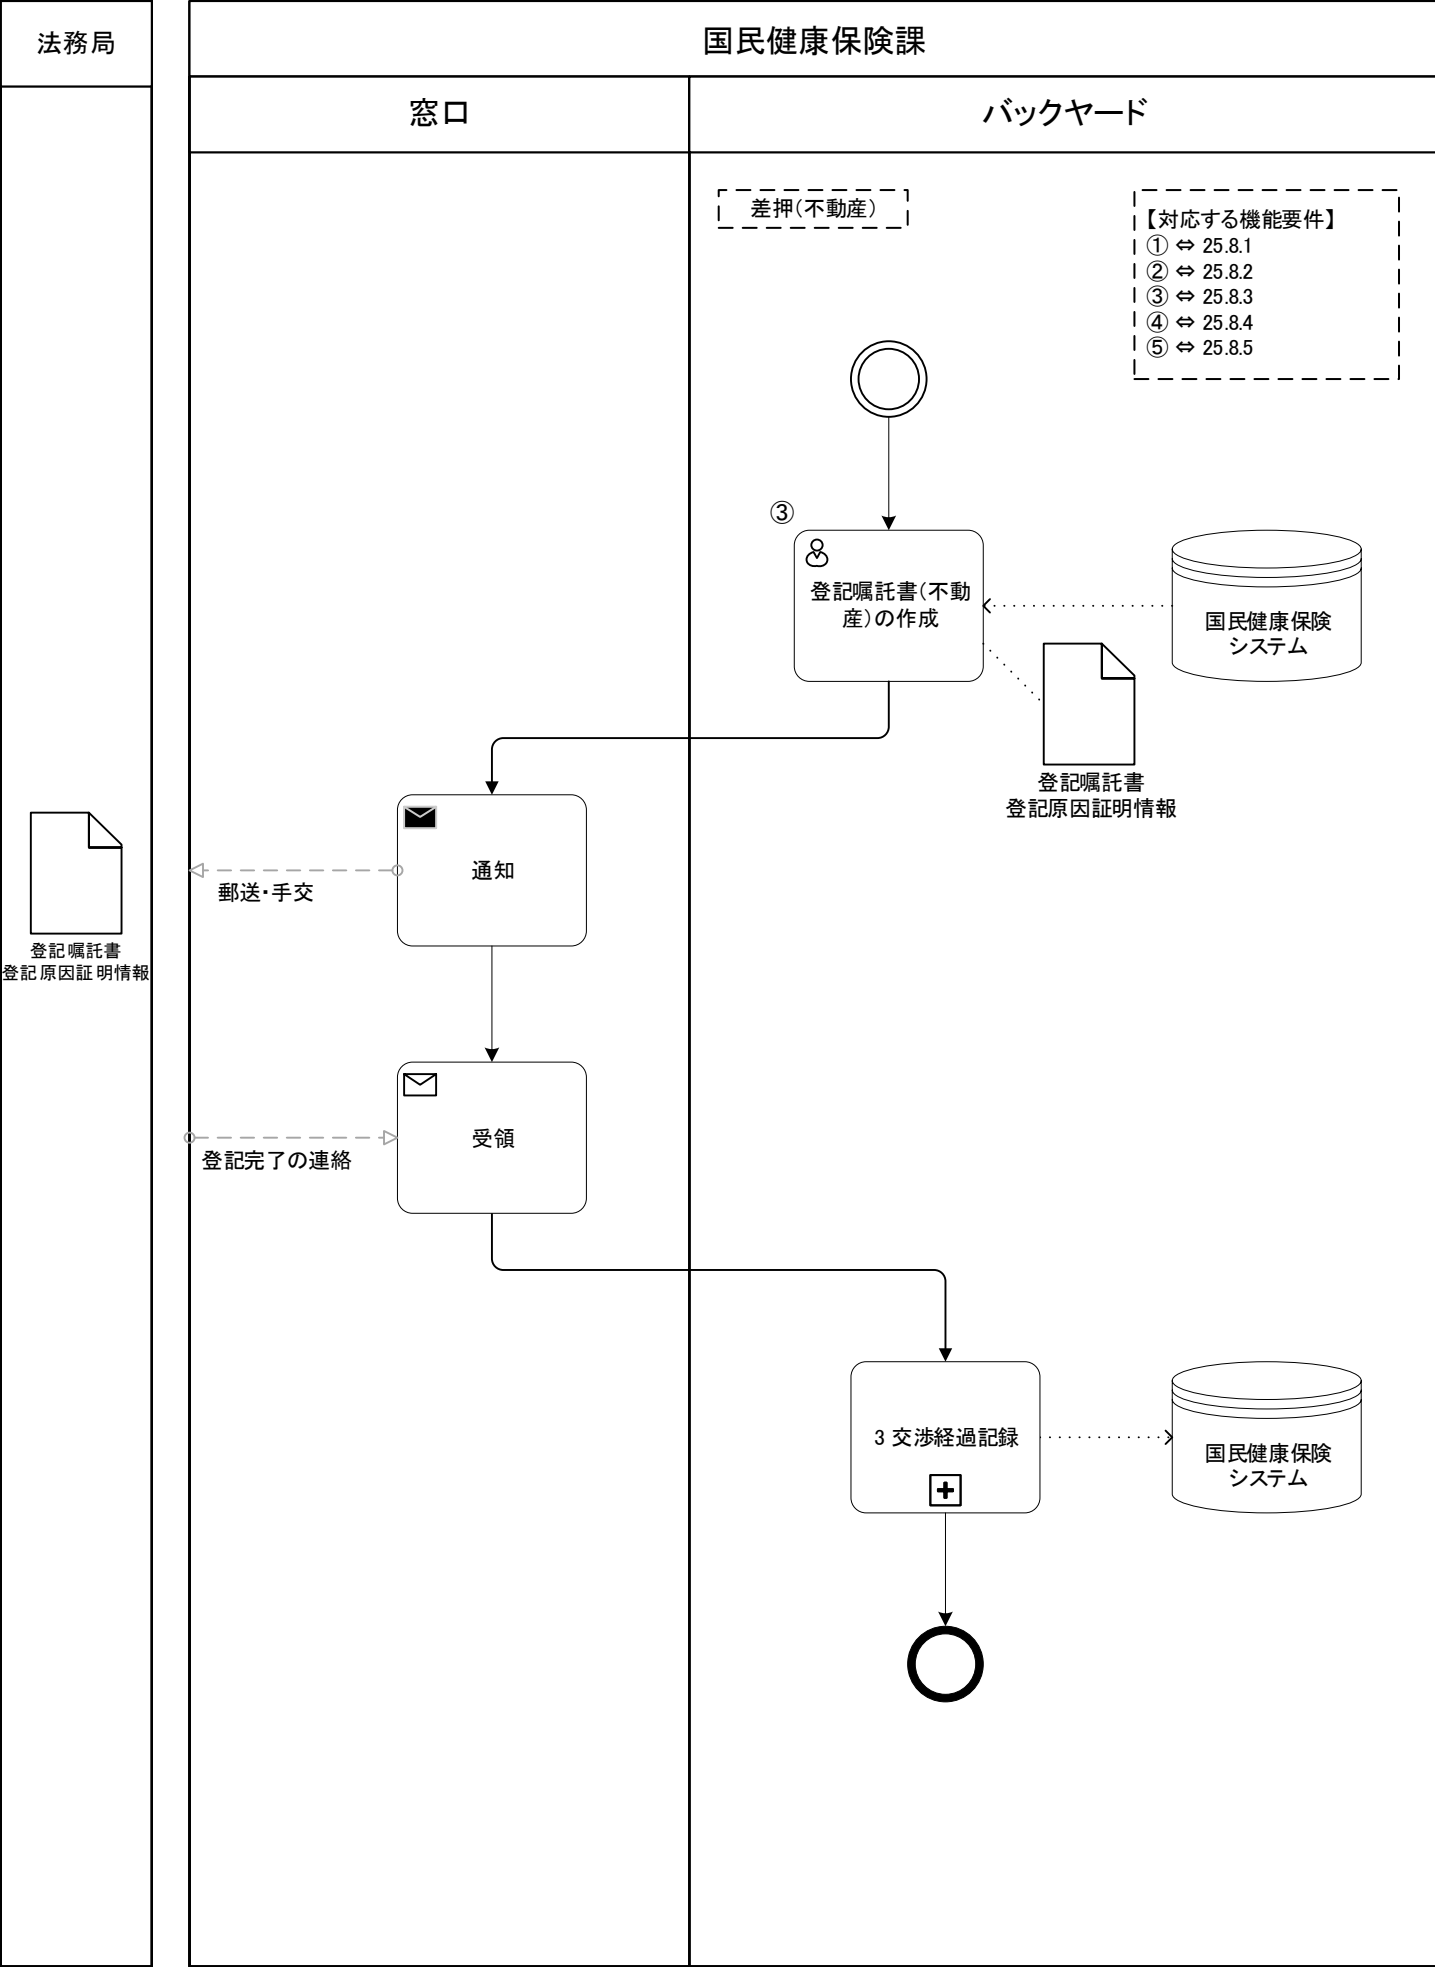 法務局
国民健康保険課
窓口
バックヤード
差押(不動産)
【対応する機能要件】
① ⇔ 25.8.1
② ⇔ 25.8.2
③ ⇔ 25.8.3
④ ⇔ 25.8.4
⑤ ⇔ 25.8.5
③
登記嘱託書(不動
産)の作成
国民健康保険
システム
登記嘱託書
登記原因証明情報
通知
郵送・手交
登記嘱託書
登記原因証明情報
受領
登記完了の連絡
3 交渉経過記録
国民健康保険
システム